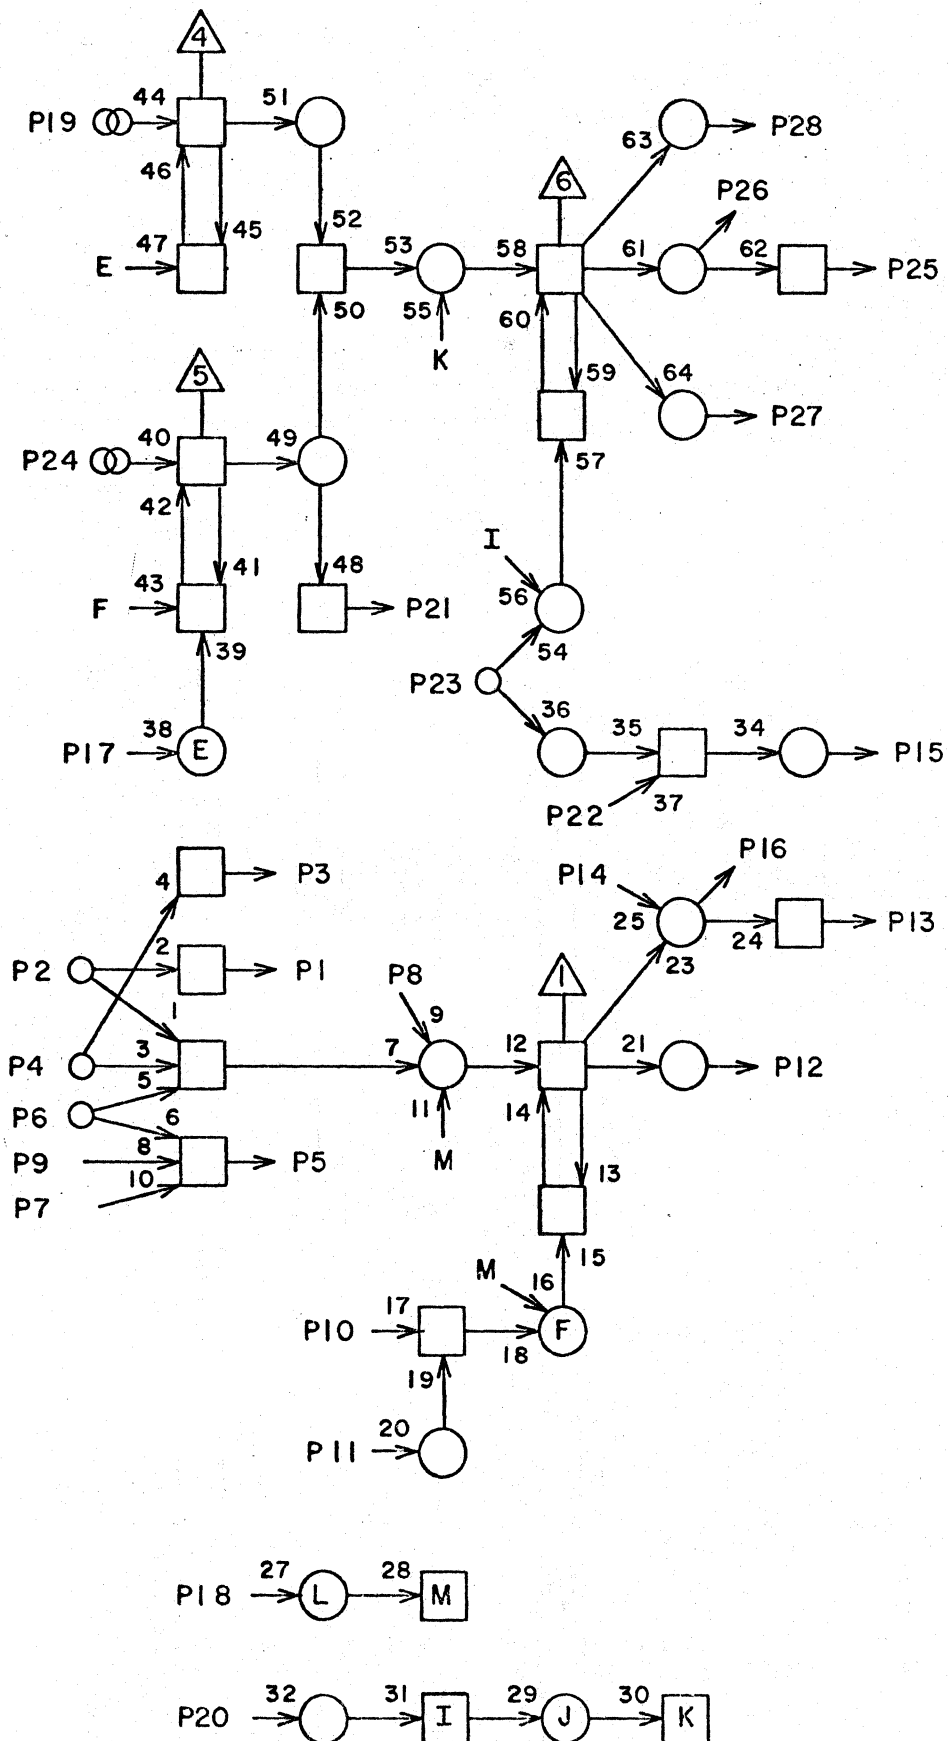 4
44 51
P19 63 P28
46 6 P26
45 52
E 47 53 58 61 62 P25
50 55 60
K 59 64
5 P27
40 49
P24 57
42
I
43 41 48 56
F P21
39 54
P23
38 36 35 34
P17 E P15
P22 37
P16
4 P3 P14
25 24 P13
2 23
P2 P1 P8 1
1 9
P4 3 7 12 21 P12
5 11 14
P6 6
P9 8 P5 M 13
10
P7
15
M 16
17
P10 F
18
19
20
P11
27 28
P18 L M
32 31 29 30
P20 I J K